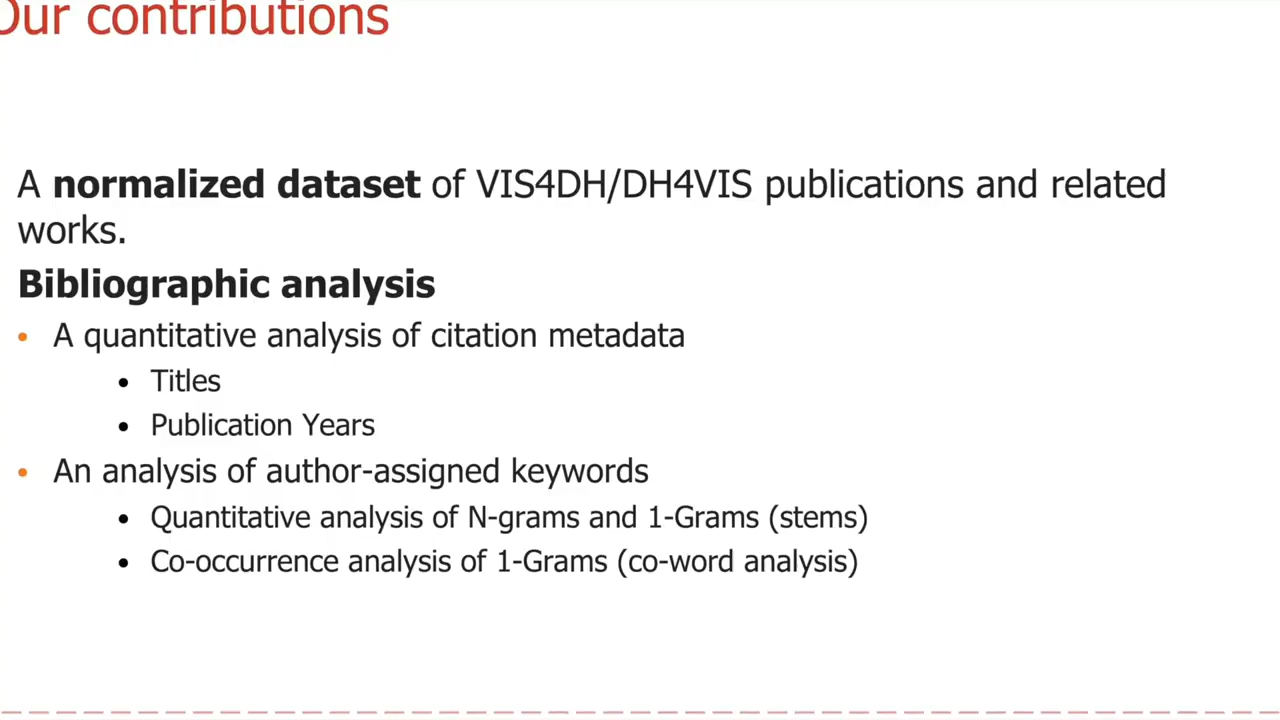 Our contributions
A normalized dataset of VIS4DH/DH4VIS publications and related
works.
Bibliographic analysis
• A quantitative analysis of citation metadata
• Titles
• Publication Years
• An analysis of author-assigned keywords
• Quantitative analysis of N-grams and 1-Grams (stems)
• Co-occurrence analysis of 1-Grams (co-word analysis)